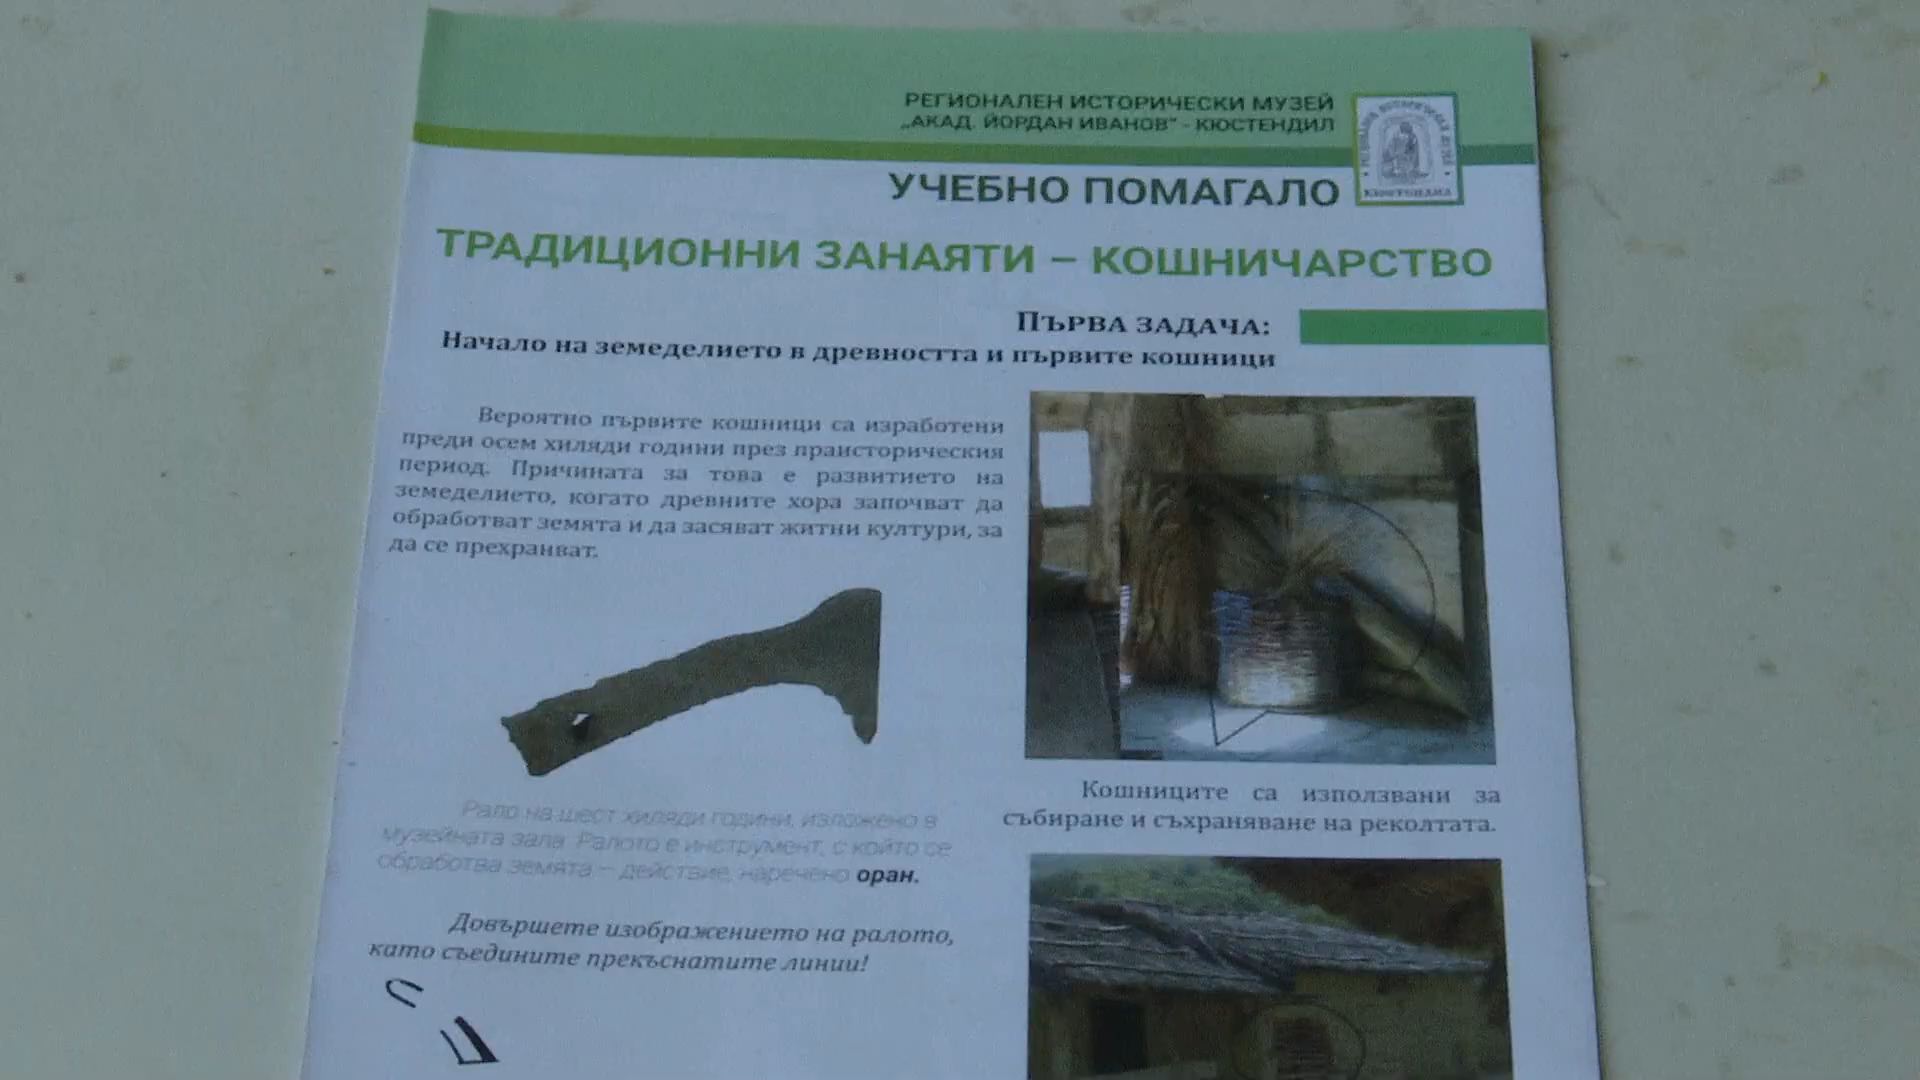 РЕГИОНАЛЕН ИСТОРИЧЕСКИ МУЗЕЙ
„АКАД. ЙОРДАН ИВАНОВ“ - КЮСТЕНДИЛ
УЧЕБНО ПОМАГАЛО
ТРАДИЦИОННИ ЗАНАЯТИ – КОШНИЧАРСТВО
ПЪРВА ЗАДАЧА:
Начало на земеделието в древността и първите кошници
Вероятно първите кошници са изработени
преди осем хиляди години през праисторическия
период. Причината за това е развитието на
земеделието, когато древните хора започват да
обработват земята и да засяват житни култури, за
да се прехранват.
Рало на шест хиляди години, изложено в
музейната зала. Ралото е инструмент, с който се
обработва земята – действие, наречено оран.
Довършете изображението на ралото,
като съедините прекъснатите линии!
Кошниците са използвани за
събиране и съхраняване на реколтата.